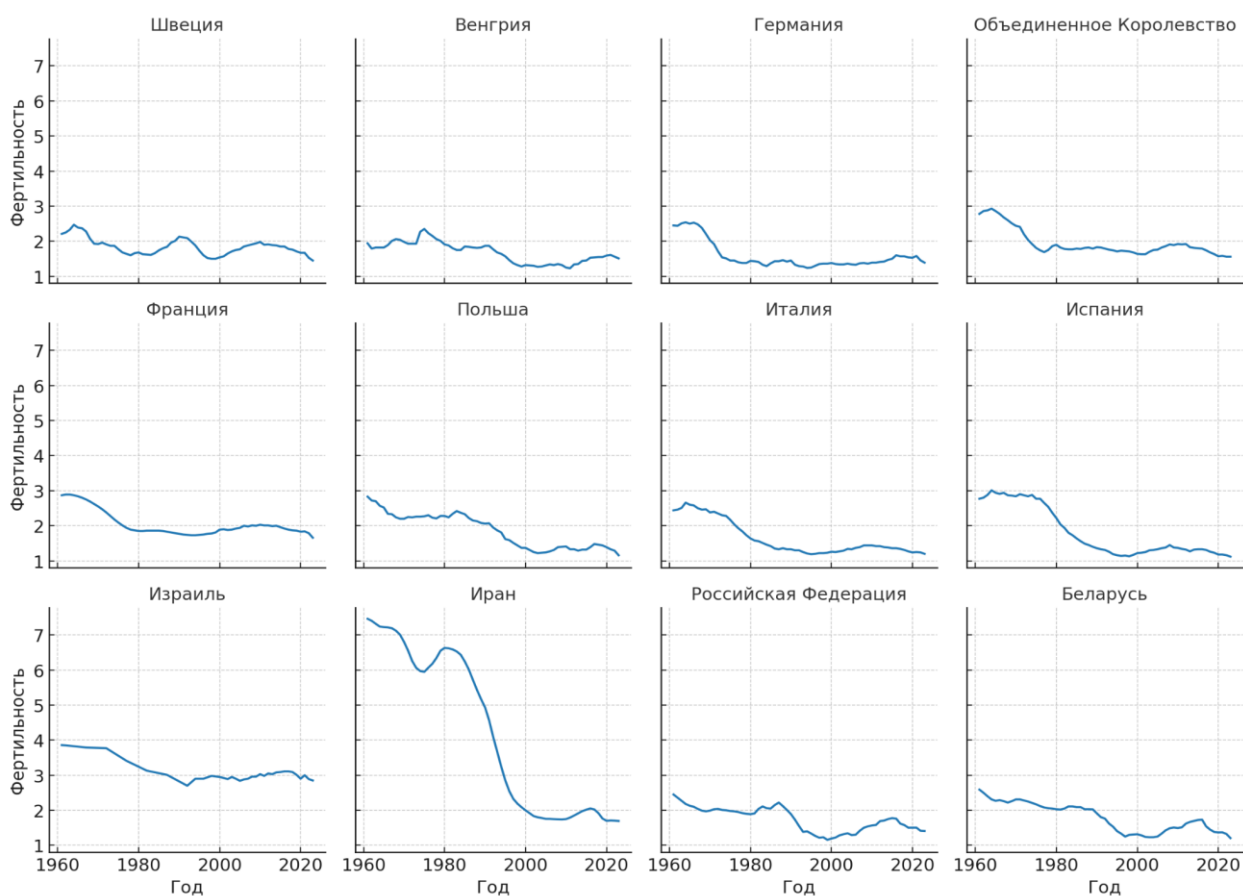 Швеция
Венгрия
Германия
Объединенное Королевство
7
6
5
4
3
2
1
Фертильность
Франция
Польша
Италия
Испания
7
6
5
4
3
2
1
Фертильность
Израиль
Иран
Российская Федерация
Беларусь
7
6
5
4
3
2
1
Фертильность
1960 1980 2000 2020
1960 1980 2000 2020
1960 1980 2000 2020
1960 1980 2000 2020
Год
Год
Год
Год